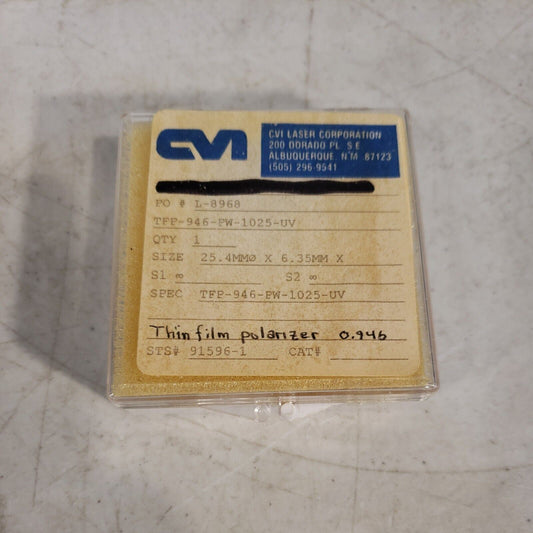 CVI
CVI LASER CORPORATION
200 DORADO PL. S.E.
ALBUQUERQUE, N.M. 87123
(505) 296-9541
PO # L-8968
TFP-946-PW-1025-UV
QTY 1
SIZE 25.4MMØ X 6.35MM X
S1 ∞ S2 ∞
SPEC TFP-946-PW-1025-UV
Thin film polarizer 0.946
STS# 91596-1 CAT#